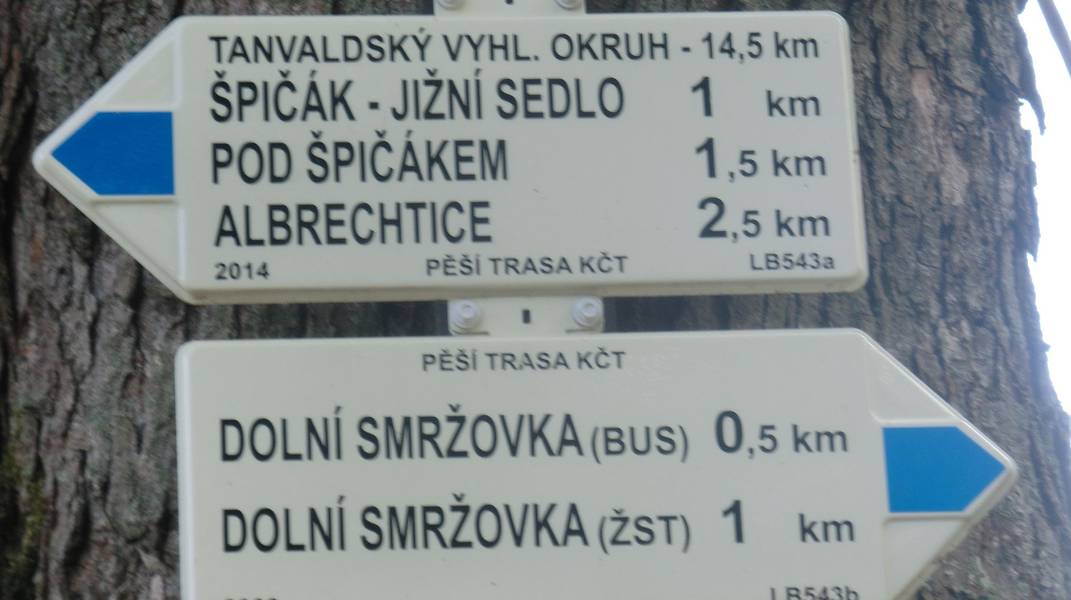 TANVALDSKÝ VYHL. OKRUH - 14,5 km
ŠPIČÁK - JIŽNÍ SEDLO 1 km
POD ŠPIČÁKEM 1,5 km
ALBRECHTICE 2,5 km
2014 PĚŠÍ TRASA KČT LB543a
PĚŠÍ TRASA KČT
DOLNÍ SMRŽOVKA (BUS) 0,5 km
DOLNÍ SMRŽOVKA (ŽST) 1 km
LB543b